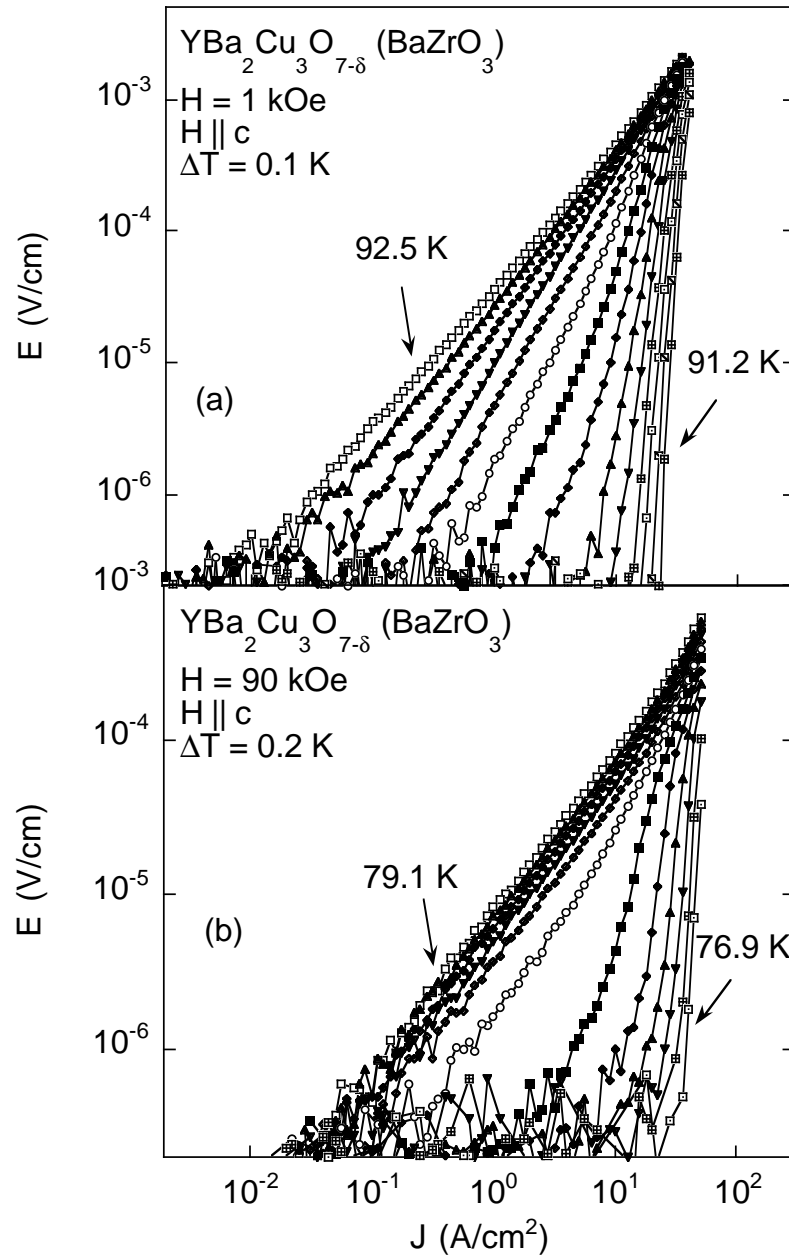 YBa₂Cu₃O₇₋δ (BaZrO₃)
H = 1 kOe
H || c
ΔT = 0.1 K
92.5 K
91.2 K
(a)
E (V/cm)
10⁻³
10⁻⁴
10⁻⁵
10⁻⁶
10⁻³
YBa₂Cu₃O₇₋δ (BaZrO₃)
H = 90 kOe
H || c
ΔT = 0.2 K
79.1 K
76.9 K
(b)
E (V/cm)
10⁻⁴
10⁻⁵
10⁻⁶
10⁻² 10⁻¹ 10⁰ 10¹ 10²
J (A/cm²)